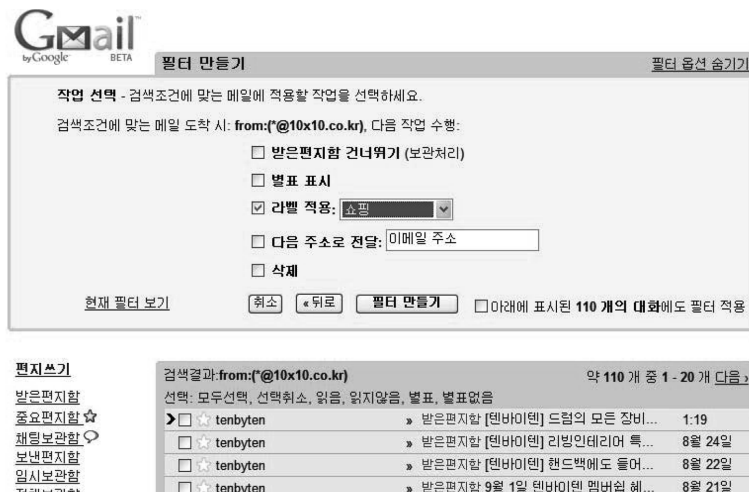 Gmail
by Google BETA
필터 만들기 필터 옵션 숨기기
작업 선택 - 검색조건에 맞는 메일에 적용할 작업을 선택하세요.
검색조건에 맞는 메일 도착 시: from:(*@10x10.co.kr), 다음 작업 수행:
받은편지함 건너뛰기 (보관처리)
별표 표시
라벨 적용: 쇼핑
다음 주소로 전달: 이메일 주소
삭제
현재 필터 보기 취소 «뒤로 필터 만들기 아래에 표시된 110 개의 대화에도 필터 적용
편지쓰기
받은편지함
중요편지함
채팅보관함
보낸편지함
임시보관함
검색결과:from:(*@10x10.co.kr) 약 110 개 중 1 - 20 개 다음 ›
선택: 모두선택, 선택취소, 읽음, 읽지않음, 별표, 별표없음
tenbyten » 받은편지함 [텐바이텐] 드럼의 모든 장비... 1:19
tenbyten » 받은편지함 [텐바이텐] 리빙인테리어 특... 8월 24일
tenbyten » 받은편지함 [텐바이텐] 핸드백에도 들어... 8월 22일
tenbyten » 받은편지함 9월 1일 텐바이텐 멤버쉽 혜... 8월 21일